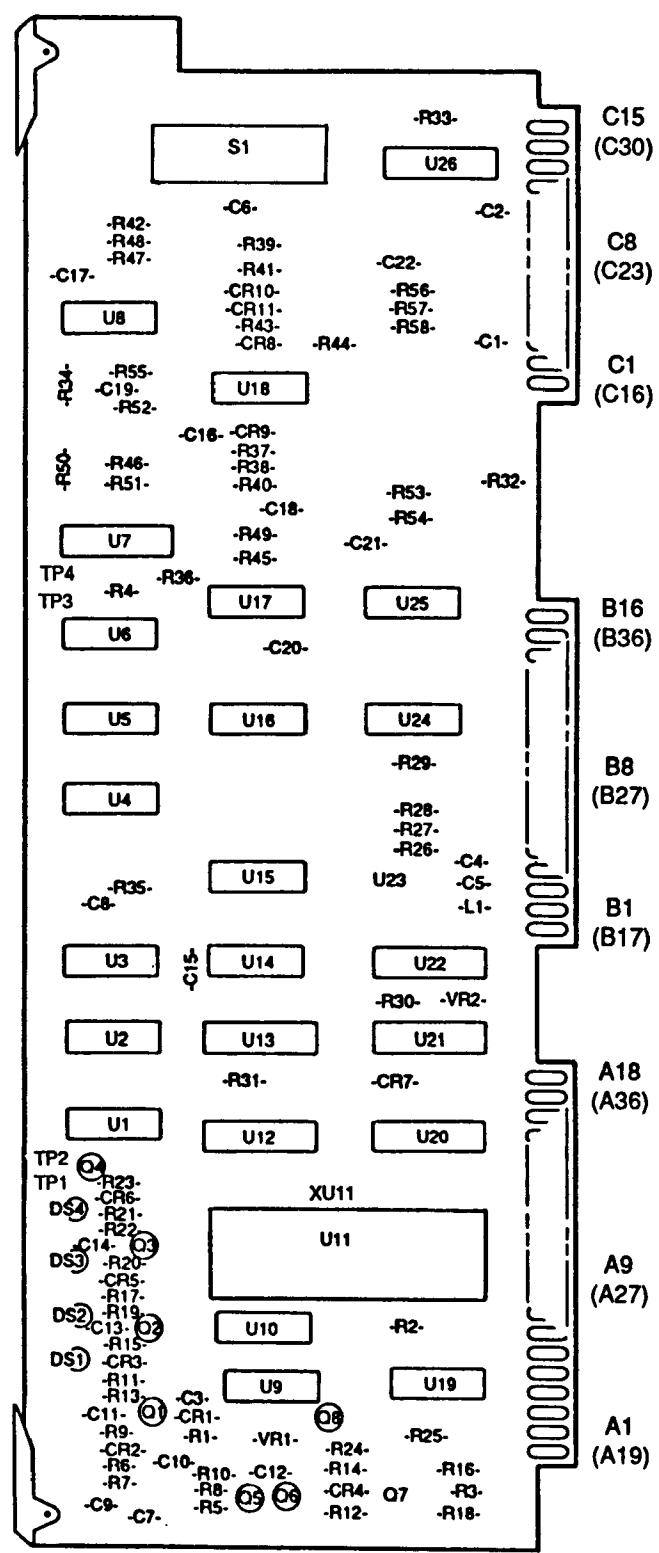 -R33-
C15
(C30)
S1
U26
-C6-
-C2-
-R42-
-R48-
-R47-
-R39-
C8
(C23)
-C17-
-R41-
-C22-
-CR10-
-R56-
-CR11-
-R57-
U8
-R43-
-R58-
-CR8-
-R44-
-C1-
C1
(C16)
-R34-
-R55-
-C19-
-R52-
U18
-C16-
-CR9-
-R37-
-R50-
-R46-
-R38-
-R51-
-R40-
-R53-
-R32-
-C18-
-R54-
U7
-R49-
-C21-
-R45-
TP4
-R36-
TP3
-R4-
U17
U25
B16
(B36)
U6
-C20-
U5
U16
U24
-R29-
B8
(B27)
U4
-R28-
-R27-
-R26-
-C4-
U15
U23
-C5-
-R35-
-C8-
-L1-
B1
(B17)
U3
-C15-
U14
U22
-R30-
-VR2-
U2
U13
U21
-R31-
-CR7-
A18
(A36)
U1
U12
U20
TP2
Q4
TP1
-R23-
-CR6-
XU11
DS4
-R21-
-R22-
U11
-C14-
Q3
DS3
-R20-
A9
(A27)
-CR5-
-R17-
DS2
-R19-
-C13-
Q2
U10
-R2-
-R15-
DS1
-CR3-
-R11-
U9
U19
-R13-
-C3-
-C11-
Q1
-CR1-
Q8
-R9-
-R1-
-VR1-
-R25-
A1
(A19)
-CR2-
-R24-
-R6-
-C10-
-R10-
-C12-
-R14-
-R16-
-R7-
-R8-
Q5
Q6
-CR4-
Q7
-R3-
-C9-
-C7-
-R5-
-R12-
-R18-